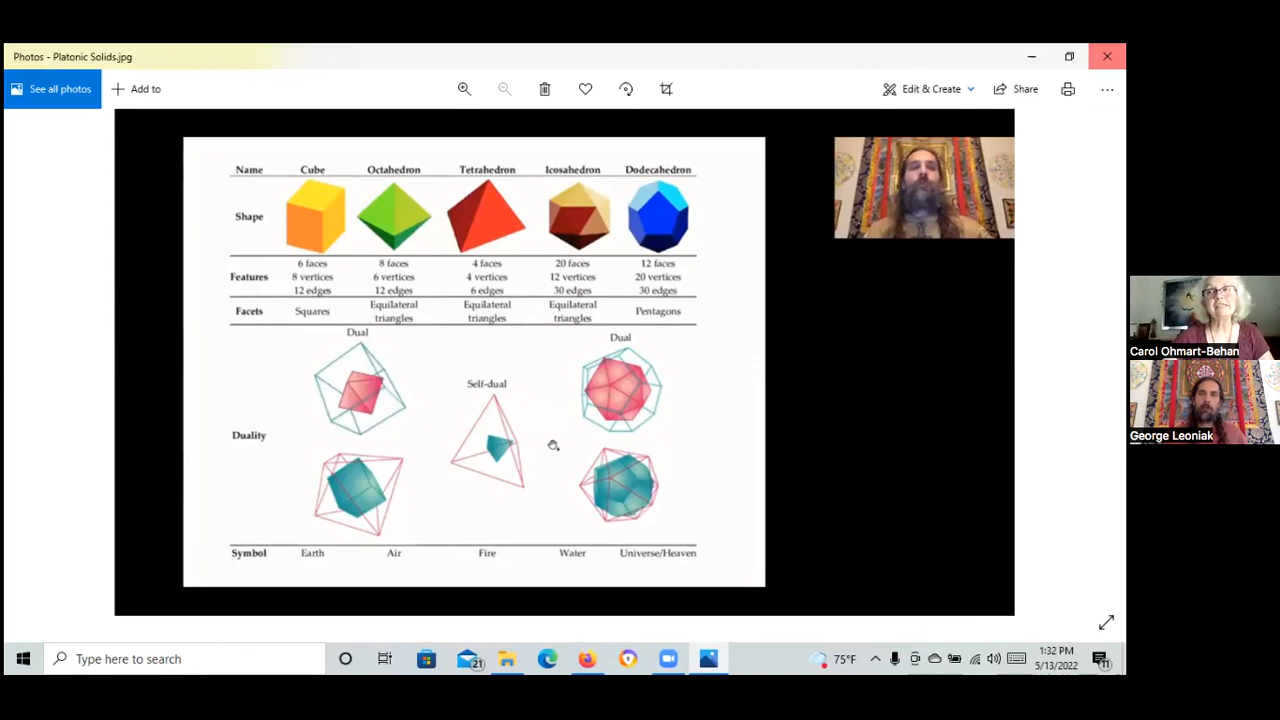 Photos - Platonic Solids.jpg
See all photos
Add to
Edit & Create
Share
Name Cube Octahedron Tetrahedron Icosahedron Dodecahedron
Shape
Features
6 faces 8 faces 4 faces 20 faces 12 faces
8 vertices 6 vertices 4 vertices 12 vertices 20 vertices
12 edges 12 edges 6 edges 30 edges 30 edges
Facets Squares Equilateral triangles Equilateral triangles Equilateral triangles Pentagons
Dual
Dual
Self-dual
Duality
Symbol Earth Air Fire Water Universe/Heaven
Carol Ohmart-Behan
George Leoniak
Type here to search
21
75°F
1:32 PM
5/13/2022
11